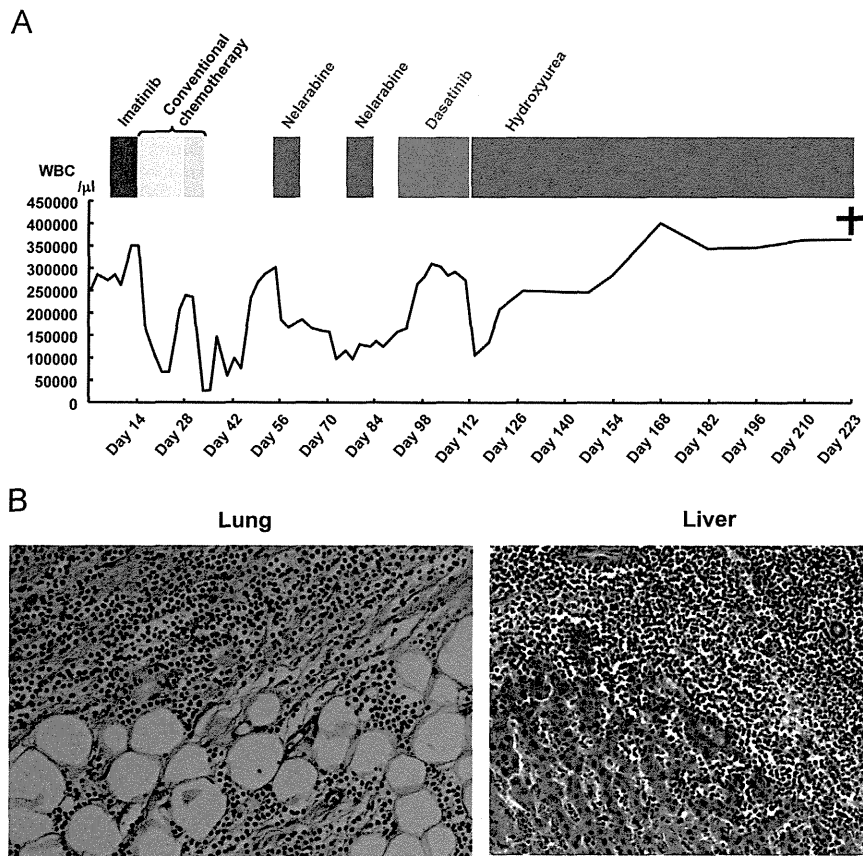 A
Imatinib
Conventional
chemotherapy
Nelarabine
Nelarabine
Dasatinib
Hydroxyurea
WBC
/μl
450000
400000
350000
300000
250000
200000
150000
100000
50000
0
Day 14
Day 28
Day 42
Day 56
Day 70
Day 84
Day 98
Day 112
Day 126
Day 140
Day 154
Day 168
Day 182
Day 196
Day 210
Day 223
B
Lung
Liver